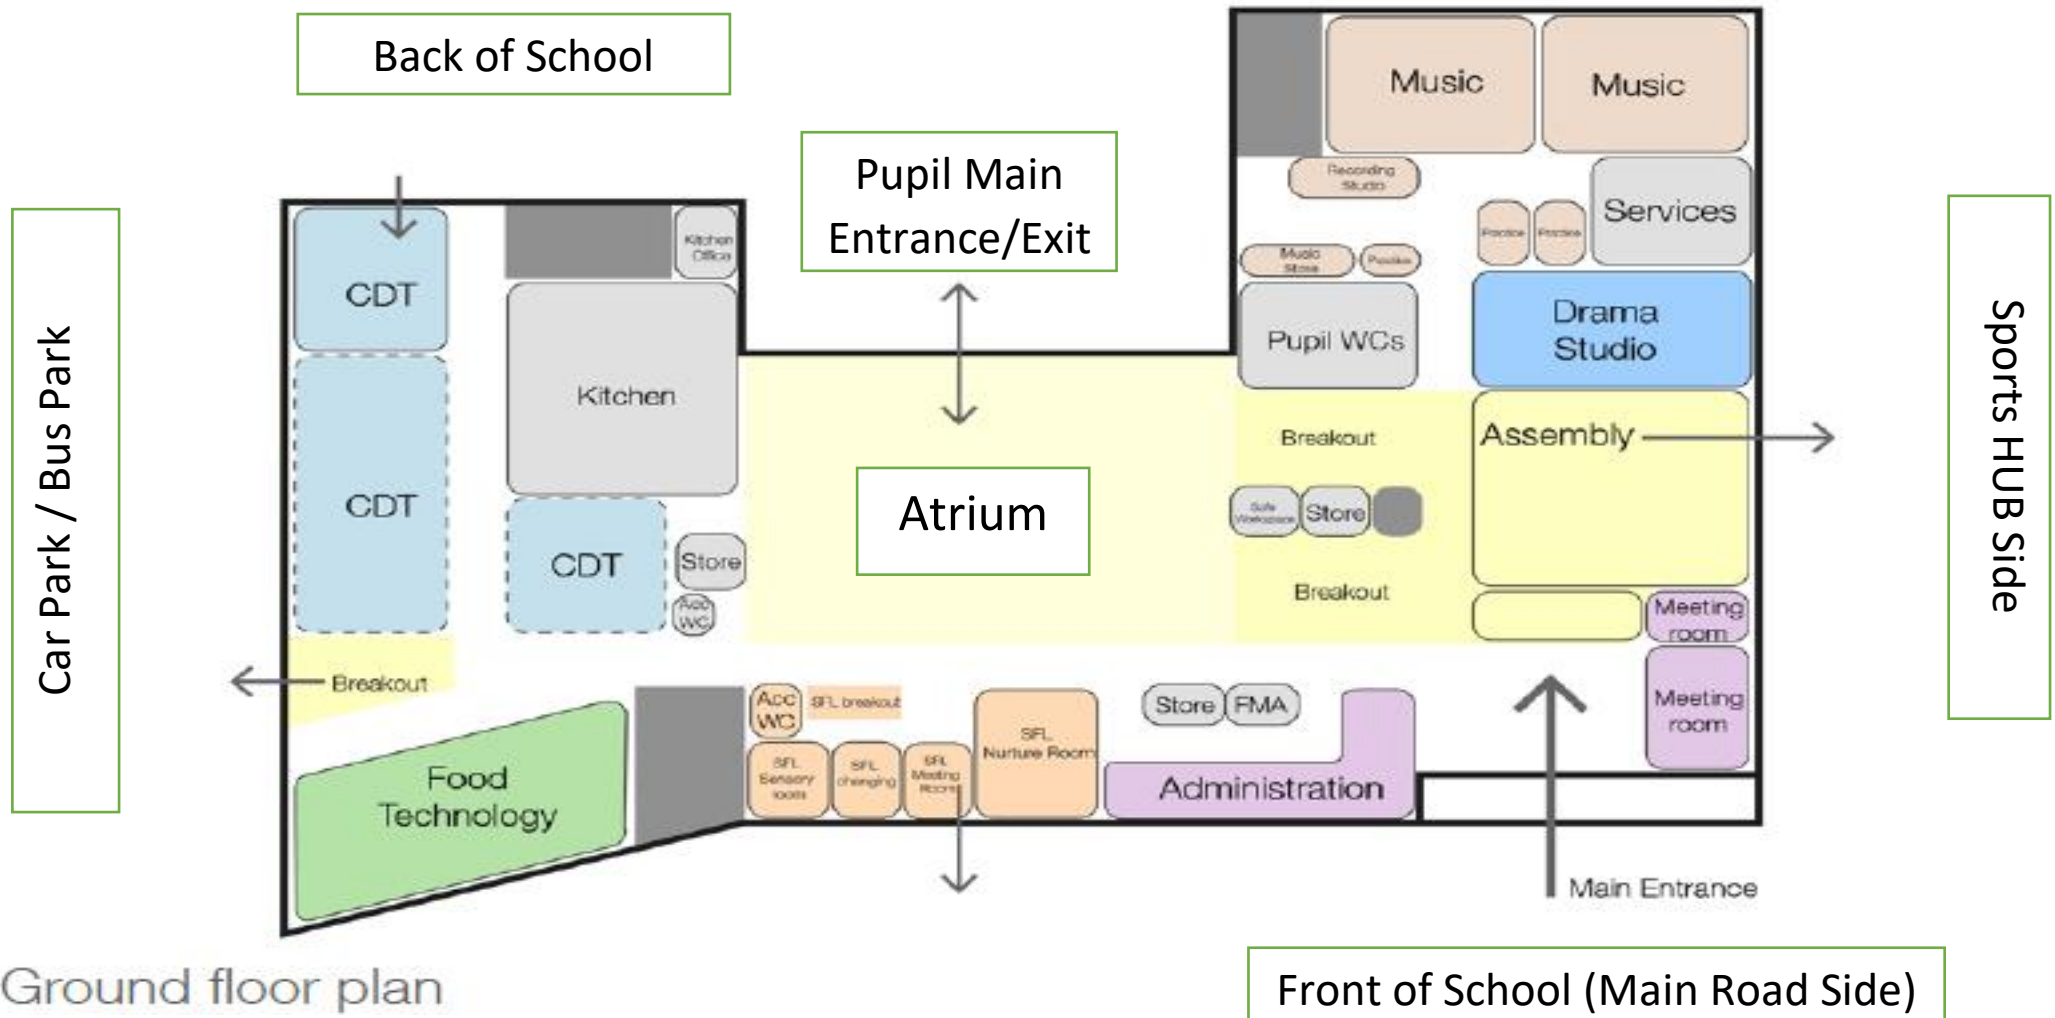 Back of School
Pupil Main
Entrance/Exit
Car Park / Bus Park
Sports HUB Side
Music
Music
Recording
Studio
Services
Practice
Practice
Music
Store
Practice
Pupil WCs
Drama
Studio
Kitchen
Office
CDT
Kitchen
CDT
CDT
Store
Acc
WC
Atrium
Breakout
Assembly
Safe
Workspace
Store
Breakout
Meeting
room
Meeting
room
Breakout
Food
Technology
Acc
WC
SFL breakout
SFL
Sensory
room
SFL
changing
SFL
Meeting
Room
SFL
Nurture Room
Store
FMA
Administration
Main Entrance
Ground floor plan
Front of School (Main Road Side)